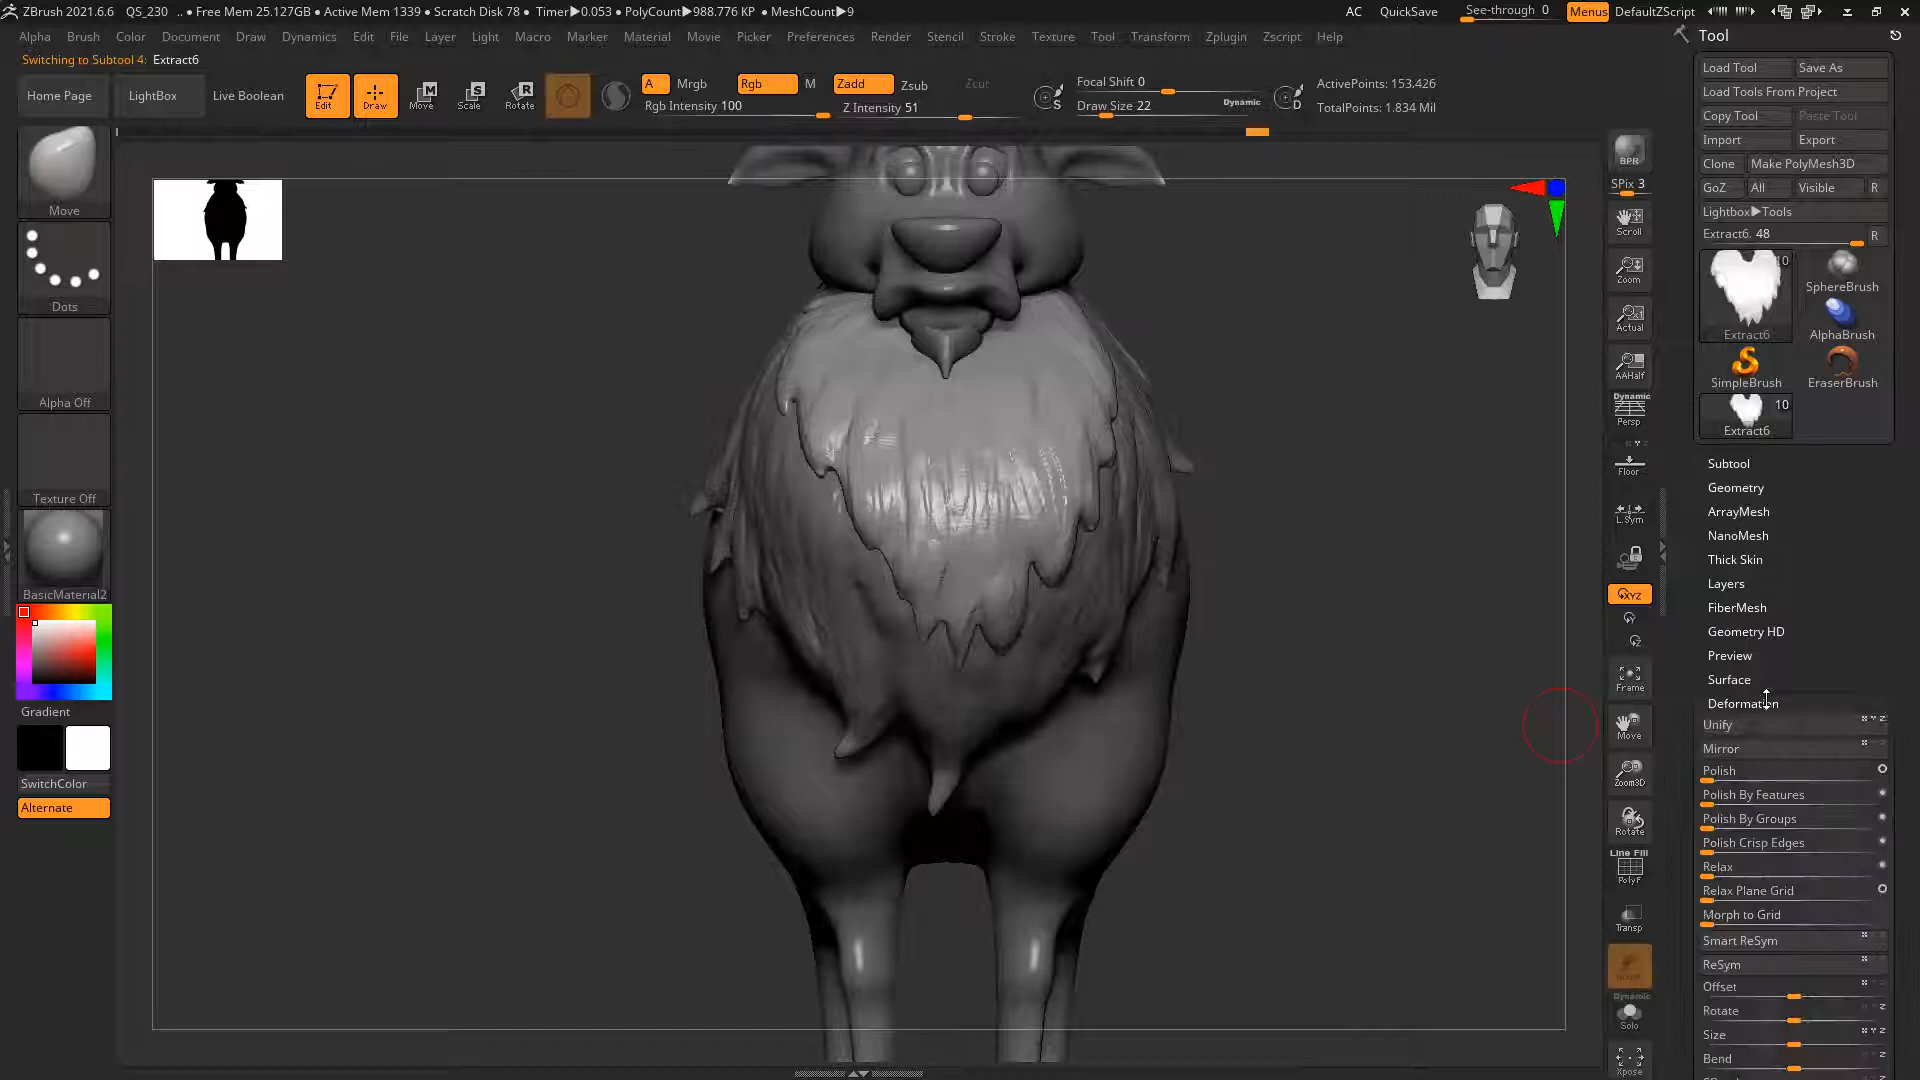 ZBrush 2021.6.6 QS_230 .. ● Free Mem 25.127GB ● Active Mem 1339 ● Scratch Disk 78 ● Timer▶0.053 ● PolyCount▶988.776 KP ● MeshCount▶9 AC QuickSave See-through 0 Menus DefaultZScript
Tool
Alpha Brush Color Document Draw Dynamics Edit File Layer Light Macro Marker Material Movie Picker Preferences Render Stencil Stroke Texture Tool Transform Zplugin Zscript Help
Switching to Subtool 4: Extract6
Home Page LightBox Live Boolean Edit Draw Move Scale Rotate
A Mrgb Rgb M Zadd Zsub Zcut
Rgb Intensity 100 Z Intensity 51
S Focal Shift 0
Draw Size 22 Dynamic D
ActivePoints: 153.426
TotalPoints: 1.834 Mil
Move
Dots
Alpha Off
Texture Off
BasicMaterial2
Gradient
SwitchColor
Alternate
BPR
SPix 3
Scroll
Zoom
Actual
AAHalf
Dynamic
Persp
Floor
L.Sym
XYZ
Frame
Move
Zoom3D
Rotate
Line Fill
PolyF
Transp
Dynamic
Solo
Xpose
Load Tool Save As
Load Tools From Project
Copy Tool Paste Tool
Import Export
Clone Make PolyMesh3D
GoZ All Visible R
Lightbox▶Tools
Extract6. 48 R
10
Extract6
SphereBrush
AlphaBrush
SimpleBrush
EraserBrush
10
Extract6
Subtool
Geometry
ArrayMesh
NanoMesh
Thick Skin
Layers
FiberMesh
Geometry HD
Preview
Surface
Deformation
Unify
Mirror
Polish
Polish By Features
Polish By Groups
Polish Crisp Edges
Relax
Relax Plane Grid
Morph to Grid
Smart ReSym
ReSym
Offset
Rotate
Size
Bend